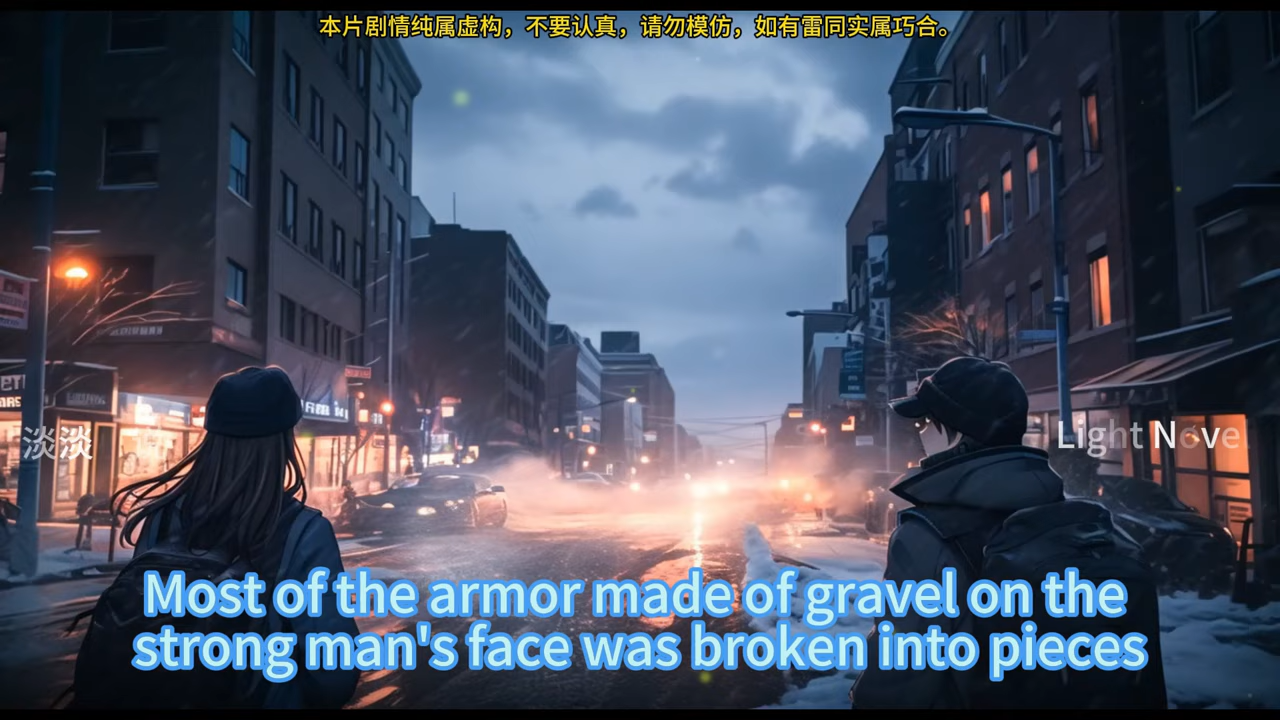 本片剧情纯属虚构，不要认真，请勿模仿，如有雷同实属巧合。
淡淡
Light Nove
Most of the armor made of gravel on the
strong man's face was broken into pieces